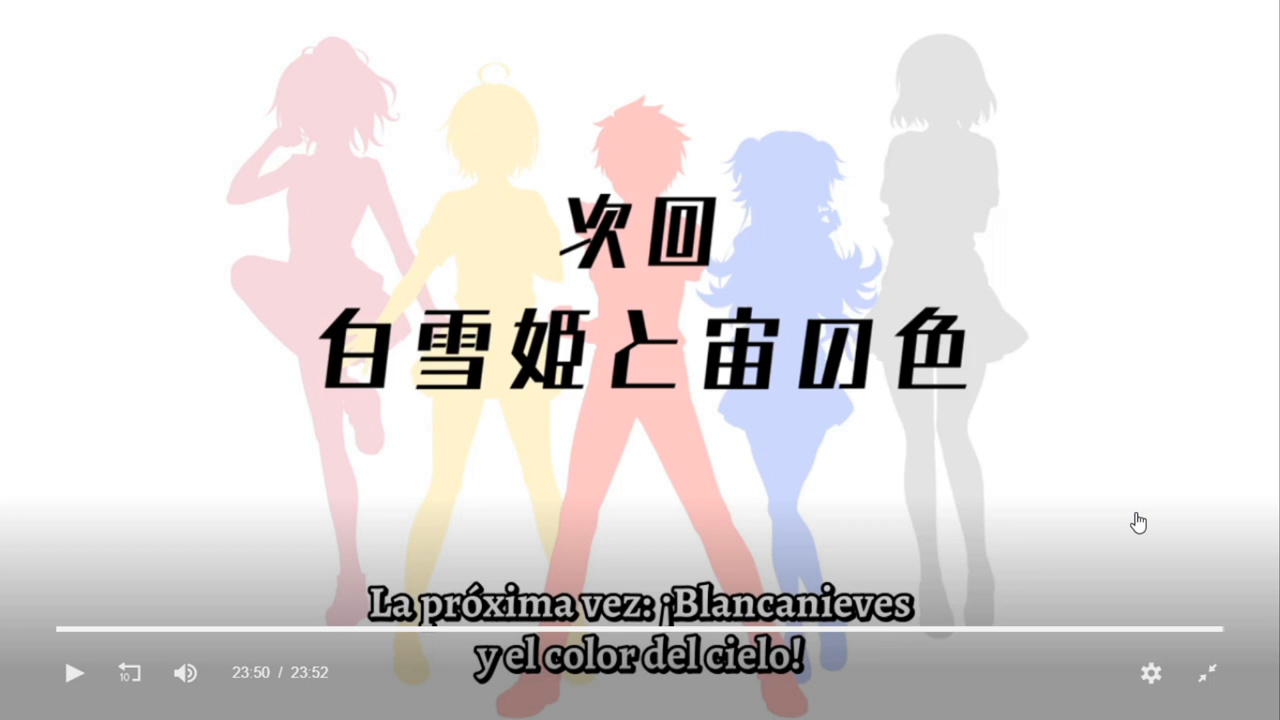 次回
白雪姫と宙の色
La próxima vez: ¡Blancanieves
y el color del cielo!
10
23:50 / 23:52